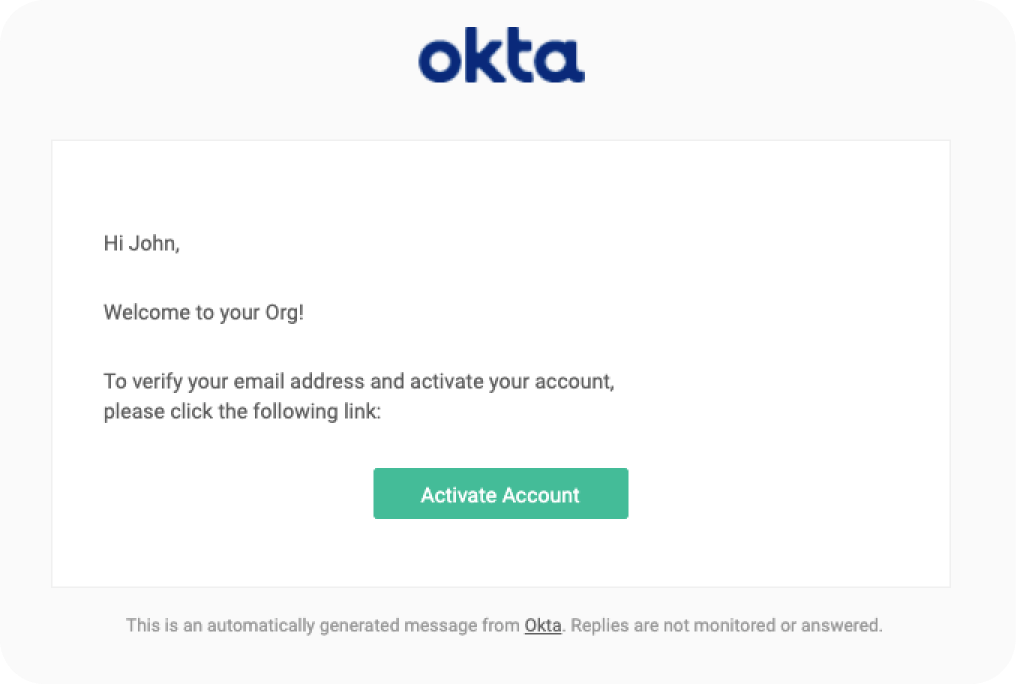 okta
Hi John,
Welcome to your Org!
To verify your email address and activate your account,
please click the following link:
Activate Account
This is an automatically generated message from Okta. Replies are not monitored or answered.